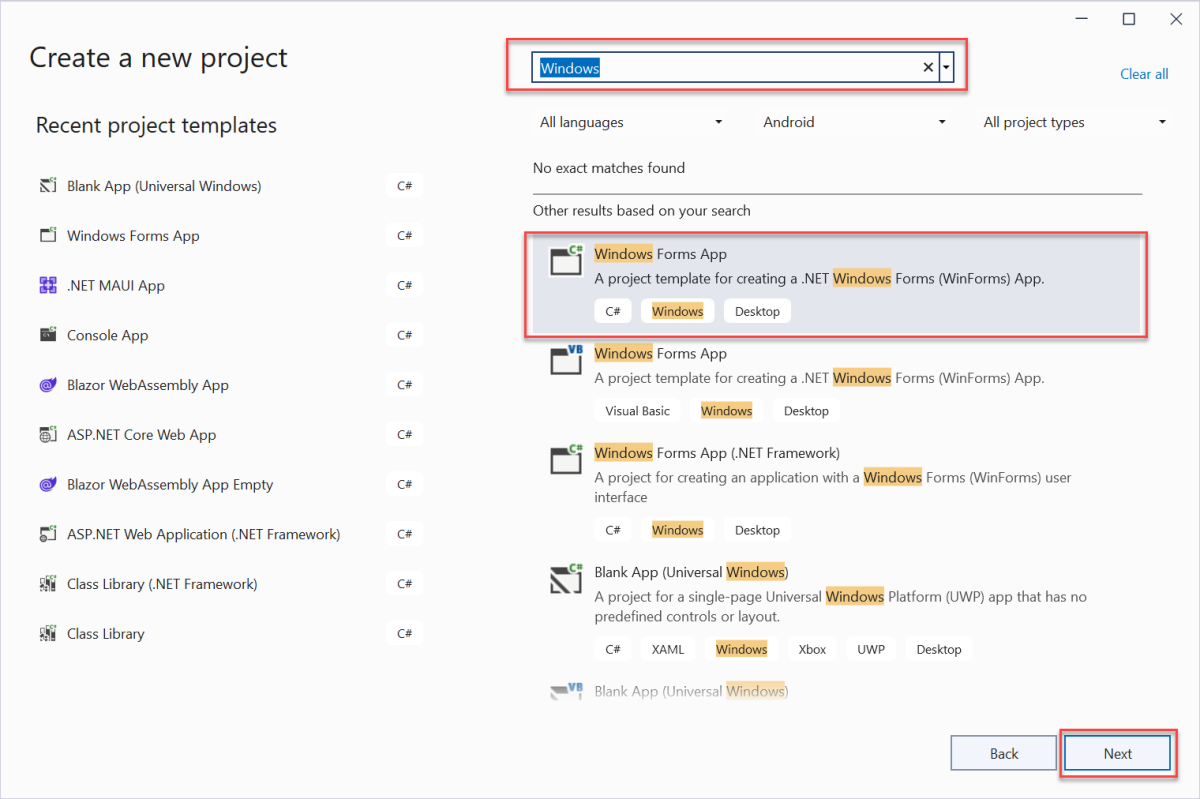 Create a new project
Windows
Clear all
Recent project templates
All languages
Android
All project types
Blank App (Universal Windows) C#
Windows Forms App C#
.NET MAUI App C#
Console App C#
Blazor WebAssembly App C#
ASP.NET Core Web App C#
Blazor WebAssembly App Empty C#
ASP.NET Web Application (.NET Framework) C#
Class Library (.NET Framework) C#
Class Library C#
No exact matches found
Other results based on your search
C#
Windows Forms App
A project template for creating a .NET Windows Forms (WinForms) App.
C# Windows Desktop
VB
Windows Forms App
A project template for creating a .NET Windows Forms (WinForms) App.
Visual Basic Windows Desktop
C#
Windows Forms App (.NET Framework)
A project for creating an application with a Windows Forms (WinForms) user
interface
C# Windows Desktop
C#
Blank App (Universal Windows)
A project for a single-page Universal Windows Platform (UWP) app that has no
predefined controls or layout.
C# XAML Windows Xbox UWP Desktop
VB
Blank App (Universal Windows)
Back
Next